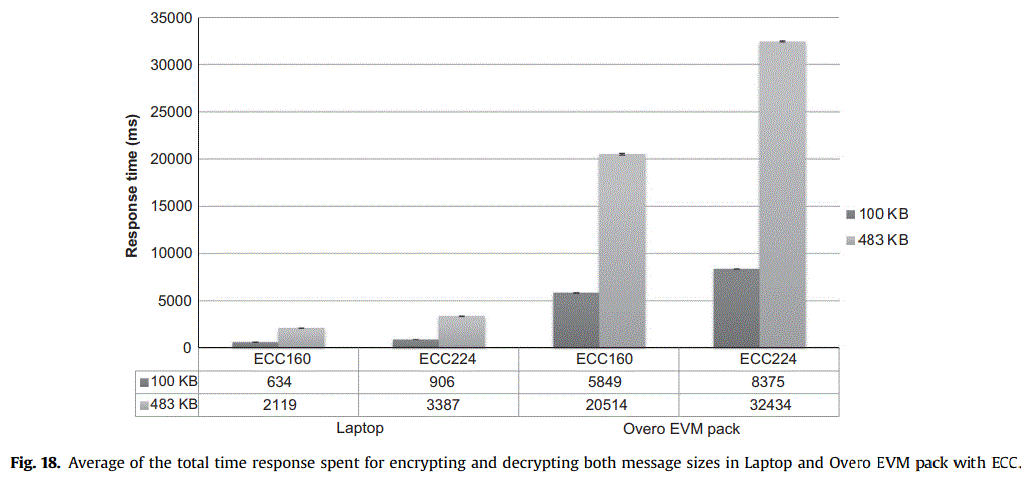 35000
30000
25000
20000
15000
10000
5000
0
Response time (ms)
100 KB
483 KB
ECC160 ECC224 ECC160 ECC224
100 KB 634 906 5849 8375
483 KB 2119 3387 20514 32434
Laptop Overo EVM pack
Fig. 18. Average of the total time response spent for encrypting and decrypting both message sizes in Laptop and Overo EVM pack with ECC.